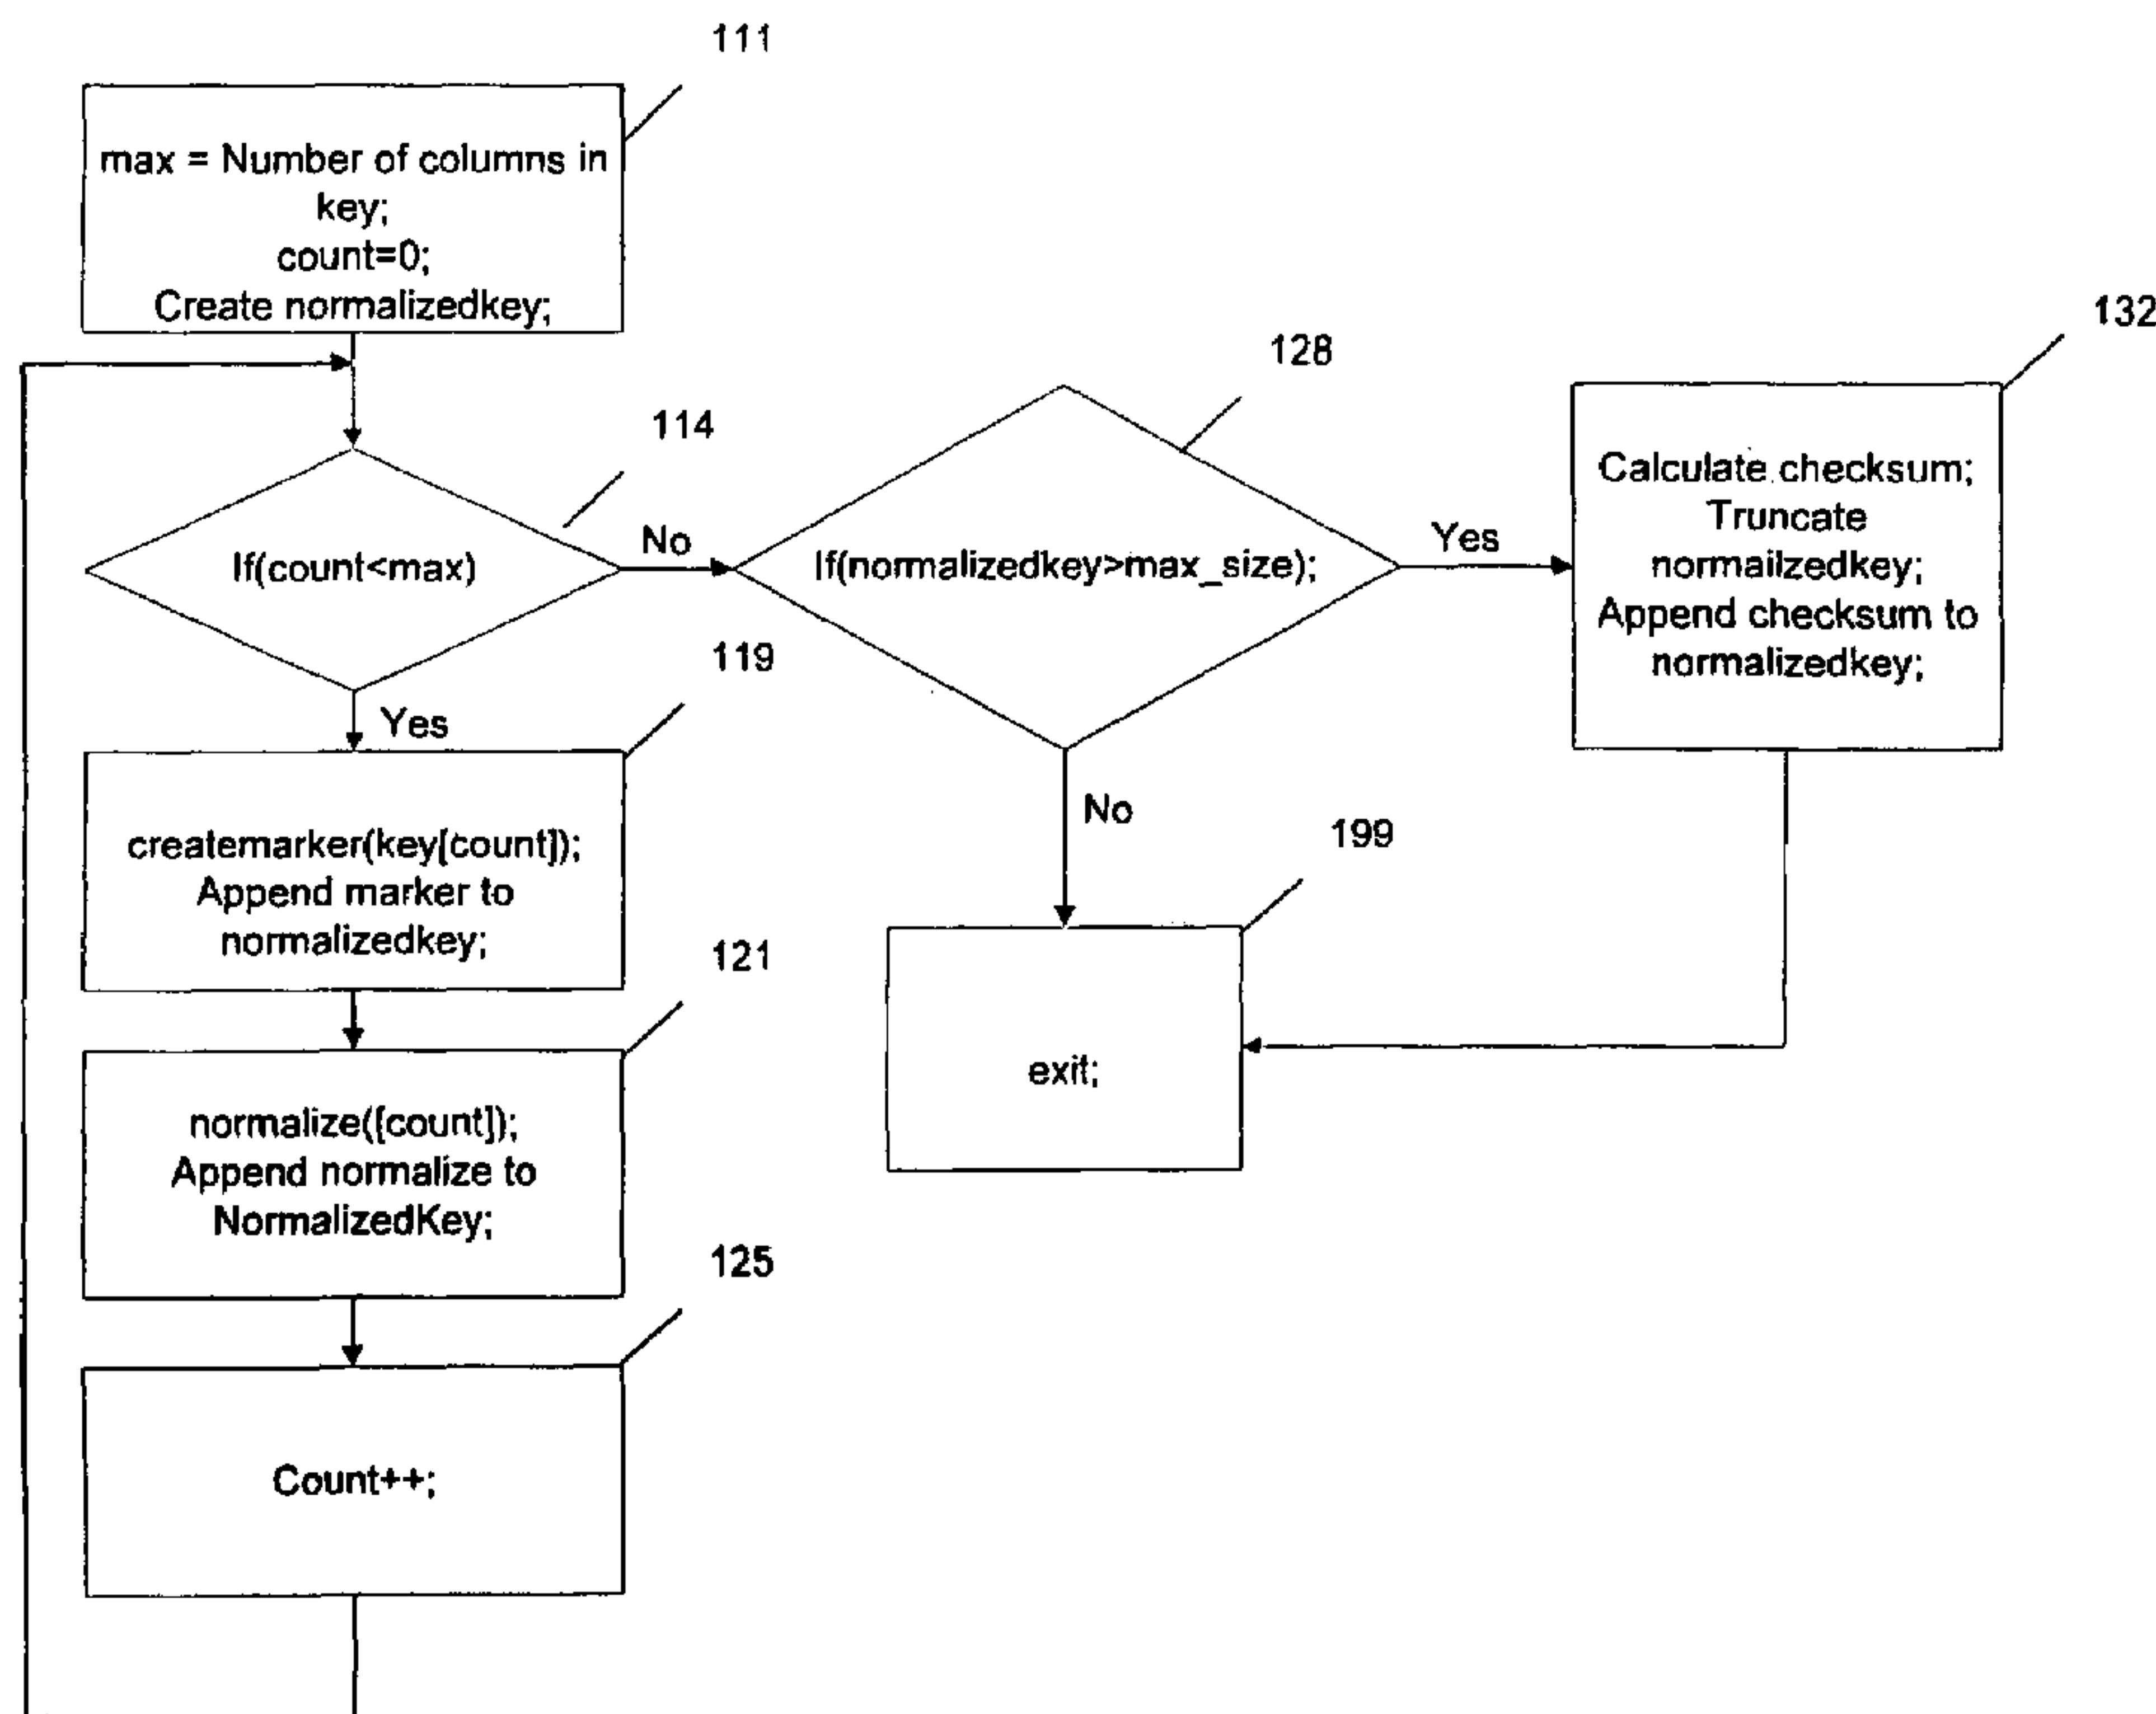 111
max = Number of columns in
key;
count=0;
Create normalizedkey;
114
If(count<max)
No
Yes
119
createmarker(key[count]);
Append marker to
normalizedkey;
121
normalize([count]);
Append normalize to
NormalizedKey;
125
Count++;
128
If(normalizedkey>max_size);
Yes
No
132
Calculate checksum;
Truncate
normailzedkey;
Append checksum to
normalizedkey;
199
exit;